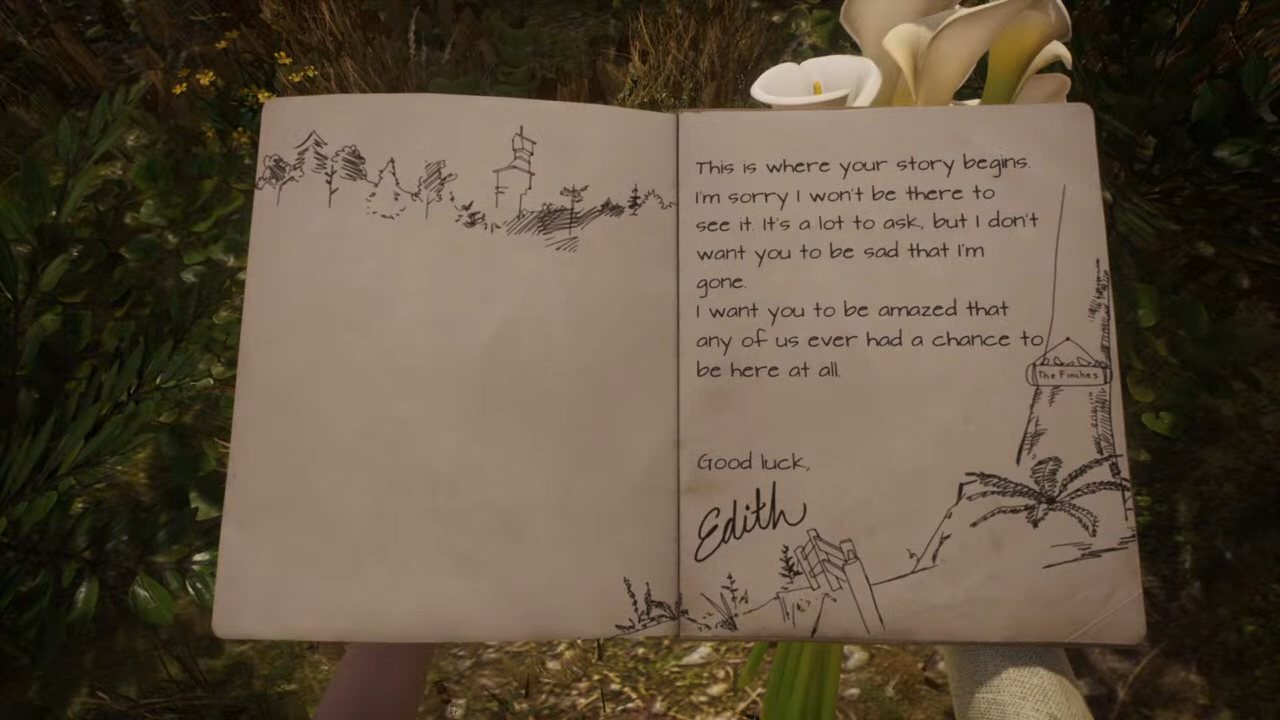 This is where your story begins.
I'm sorry I won't be there to
see it. It's a lot to ask, but I don't
want you to be sad that I'm
gone.
I want you to be amazed that
any of us ever had a chance to
be here at all.
The Finches
Good luck,
Edith